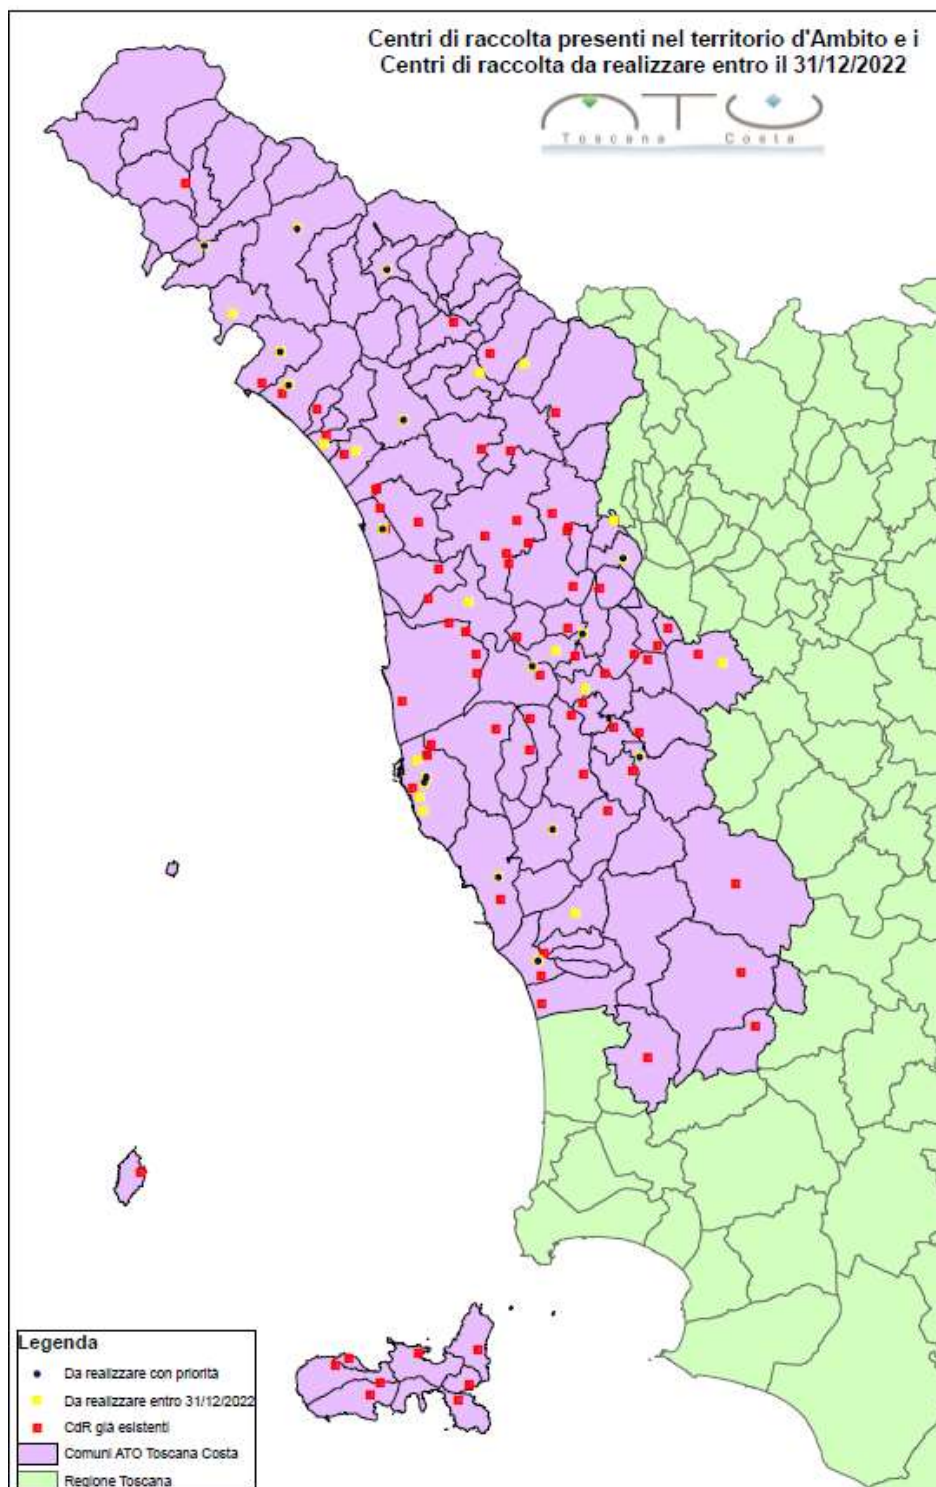 Centri di raccolta presenti nel territorio d'Ambito e i
Centri di raccolta da realizzare entro il 31/12/2022
ATO
Toscana Costa
Legenda
Da realizzare con priorità
Da realizzare entro 31/12/2022
CdR già esistenti
Comuni ATO Toscana Costa
Regione Toscana